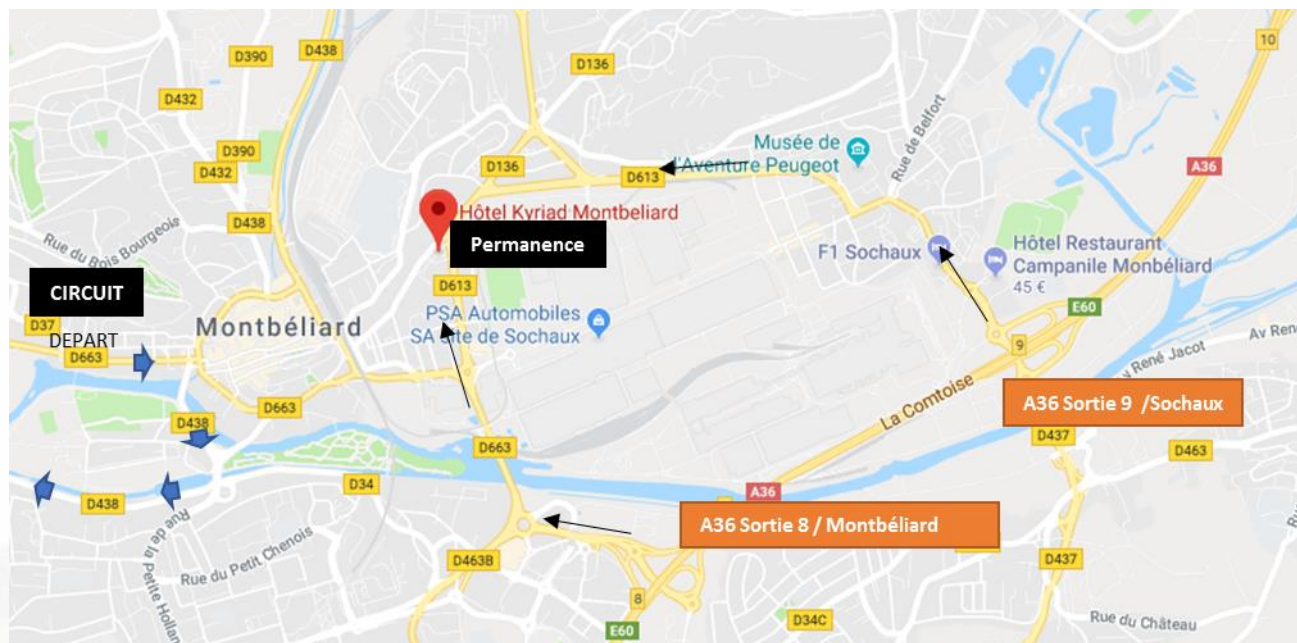 D438
D390
D390
D432
D136
10
D390
D432
D136
Musée de
l'Aventure Peugeot
D613
Rue de Belfort
A36
D438
Rue du Bois Bourgeois
Hôtel Kyriad Montbeliard
Permanence
F1 Sochaux
Hôtel Restaurant
Campanile Monbéliard
45 €
D613
CIRCUIT
D37
DEPART
Montbéliard
PSA Automobiles
SA site de Sochaux
E60
9
D663
La Comtoise
René Jacot
Av René
A36 Sortie 9 /Sochaux
D663
D438
D663
D437
D463
D34
A36
D438
Rue de la
Petite Holland
A36 Sortie 8 / Montbéliard
Rue du Petit Chenois
D463B
D437
8
D34C
Rue du Château
E60